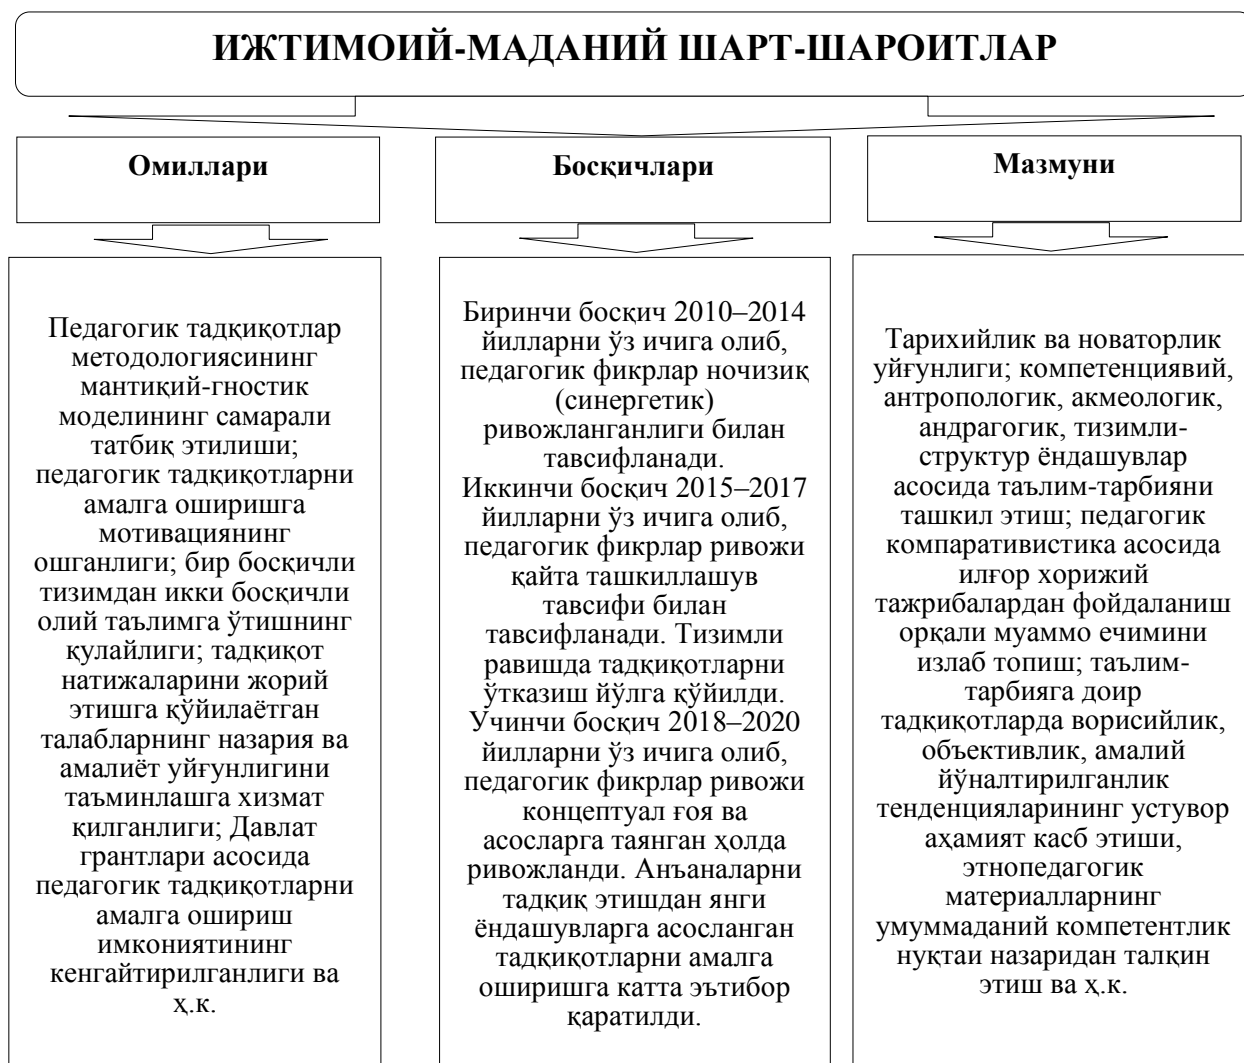 ИЖТИМОИЙ-МАДАНИЙ ШАРТ-ШАРОИТЛАР
Омиллари
Педагогик тадқиқотлар
методологиясининг
мантиқий-гностик
моделининг самарали
татбиқ этилиши;
педагогик тадқиқотларни
амалга оширишга
мотивациянинг
ошганлиги; бир босқичли
тизимдан икки босқичли
олий таълимга ўтишнинг
қулайлиги; тадқиқот
натижаларини жорий
этишга қўйилаётган
талабларнинг назария ва
амалиёт уйғунлигини
таъминлашга хизмат
қилганлиги; Давлат
грантлари асосида
педагогик тадқиқотларни
амалга ошириш
имкониятининг
кенгайтирилганлиги ва
ҳ.к.
Босқичлари
Биринчи босқич 2010–2014
йилларни ўз ичига олиб,
педагогик фикрлар ночизиқ
(синергетик)
ривожланганлиги билан
тавсифланади.
Иккинчи босқич 2015–2017
йилларни ўз ичига олиб,
педагогик фикрлар ривожи
қайта ташкиллашув
тавсифи билан
тавсифланади. Тизимли
равишда тадқиқотларни
ўтказиш йўлга қўйилди.
Учинчи босқич 2018–2020
йилларни ўз ичига олиб,
педагогик фикрлар ривожи
концептуал ғоя ва
асосларга таянган ҳолда
ривожланди. Анъаналарни
тадқиқ этишдан янги
ёндашувларга асосланган
тадқиқотларни амалга
оширишга катта эътибор
қаратилди.
Мазмуни
Тарихийлик ва новаторлик
уйғунлиги; компетенциявий,
антропологик, акмеологик,
андрагогик, тизимли-
структур ёндашувлар
асосида таълим-тарбияни
ташкил этиш; педагогик
компаративистика асосида
илғор хорижий
тажрибалардан фойдаланиш
орқали муаммо ечимини
излаб топиш; таълим-
тарбияга доир
тадқиқотларда ворисийлик,
объективлик, амалий
йўналтирилганлик
тенденцияларининг устувор
аҳамият касб этиши,
этнопедагогик
материалларнинг
умуммаданий компетентлик
нуқтаи назаридан талқин
этиш ва ҳ.к.